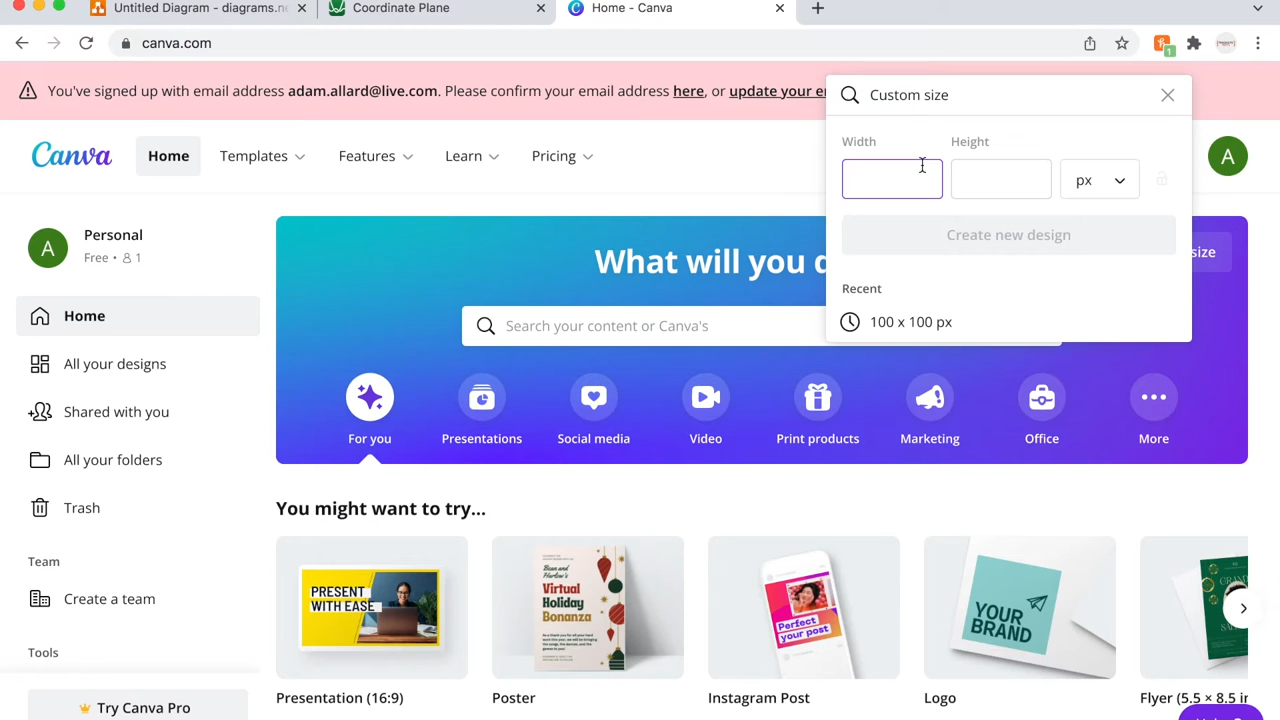 Untitled Diagram - diagrams.ne
Coordinate Plane
Home - Canva
canva.com
1
You've signed up with email address adam.allard@live.com. Please confirm your email address here, or update your em
Custom size
Width
Height
px
Create new design
Recent
100 x 100 px
Canva
Home
Templates
Features
Learn
Pricing
A
A
Personal
Free • 1
Home
All your designs
Shared with you
All your folders
Trash
Team
Create a team
Tools
Try Canva Pro
What will you d
size
Search your content or Canva's
For you
Presentations
Social media
Video
Print products
Marketing
Office
More
You might want to try...
PRESENT
WITH EASE
Bean and
Harlow's
Virtual
Holiday
Bonanza
Perfect
your post
YOUR
BRAND
Presentation (16:9)
Poster
Instagram Post
Logo
Flyer (5.5 × 8.5 in